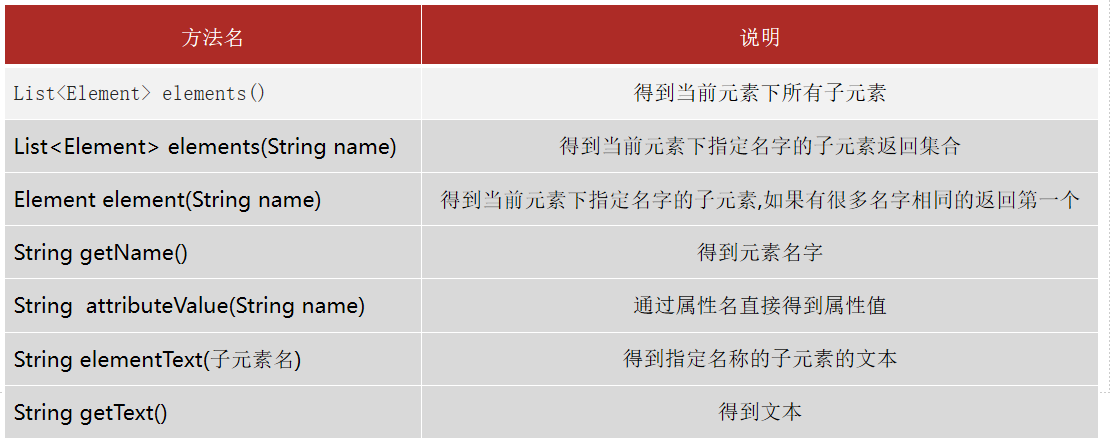 方法名 说明
List<Element> elements() 得到当前元素下所有子元素
List<Element> elements(String name) 得到当前元素下指定名字的子元素返回集合
Element element(String name) 得到当前元素下指定名字的子元素,如果有很多名字相同的返回第一个
String getName() 得到元素名字
String  attributeValue(String name) 通过属性名直接得到属性值
String elementText(子元素名) 得到指定名称的子元素的文本
String getText() 得到文本